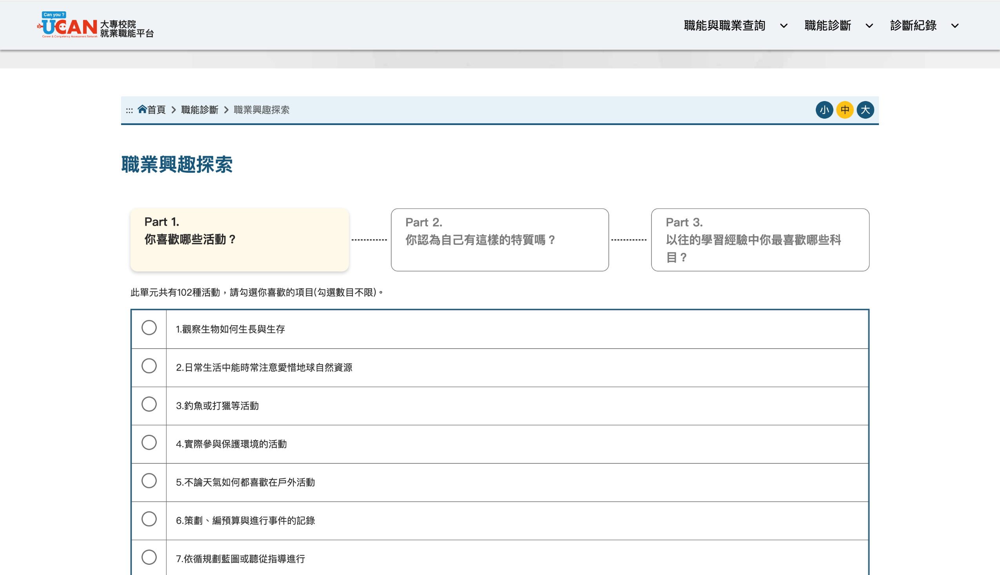 Can you ?
UCAN
Career & Competency Assessment Network
大專校院
就業職能平台
職能與職業查詢
職能診斷
診斷紀錄
::: 首頁 > 職能診斷 > 職業興趣探索
小 中 大
職業興趣探索
Part 1.
你喜歡哪些活動？
Part 2.
你認為自己有這樣的特質嗎？
Part 3.
以往的學習經驗中你最喜歡哪些科
目？
此單元共有102種活動，請勾選你喜歡的項目(勾選數目不限)。
1.觀察生物如何生長與生存
2.日常生活中能時常注意愛惜地球自然資源
3.釣魚或打獵等活動
4.實際參與保護環境的活動
5.不論天氣如何都喜歡在戶外活動
6.策劃、編預算與進行事件的記錄
7.依循規劃藍圖或聽從指導進行